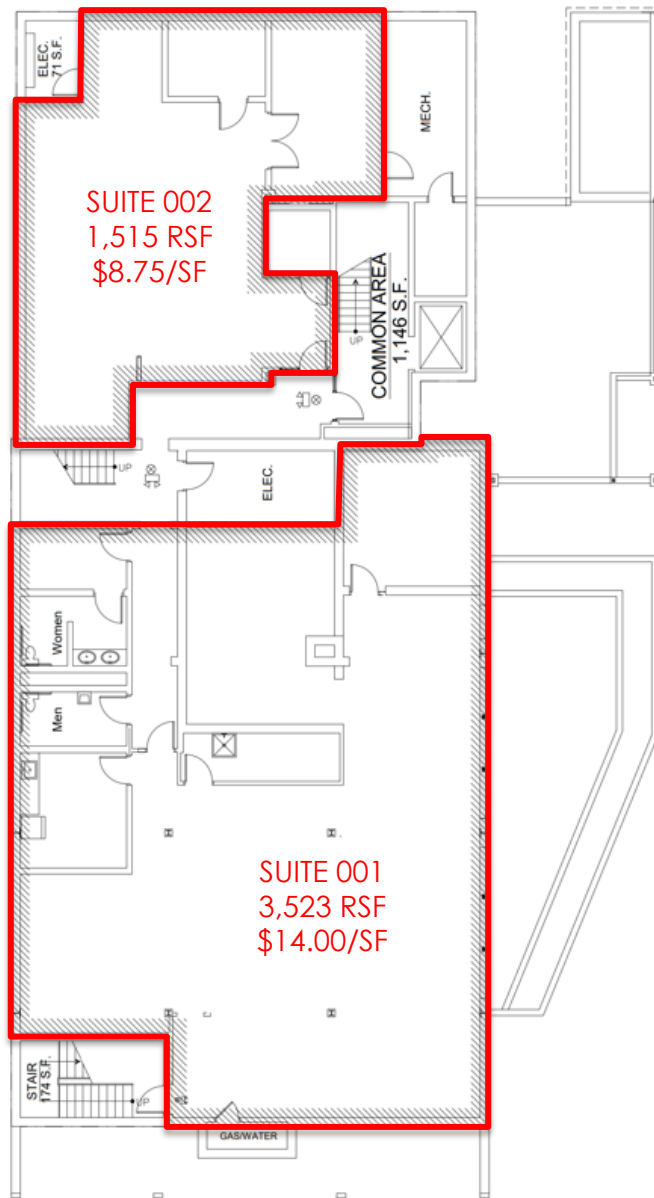 ELEC.
71 S.F.
MECH.
SUITE 002
1,515 RSF
$8.75/SF
COMMON AREA
1,146 S.F.
UP
UP
ELEC.
Women
Men
SUITE 001
3,523 RSF
$14.00/SF
STAIR
174 S.F.
UP
GAS/WATER